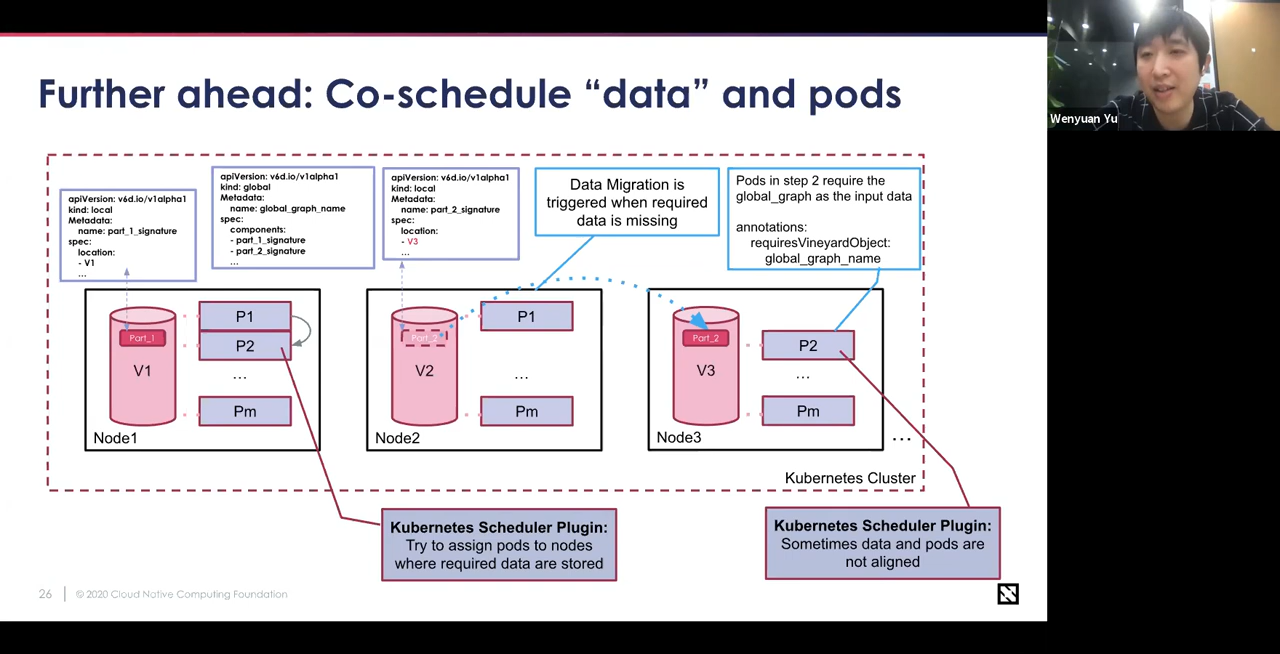 Further ahead: Co-schedule “data” and pods
apiVersion: v6d.io/v1alpha1
kind: local
Metadata:
name: part_1_signature
spec:
location:
- V1
...
apiVersion: v6d.io/v1alpha1
kind: global
Metadata:
name: global_graph_name
spec:
components:
- part_1_signature
- part_2_signature
...
apiVersion: v6d.io/v1alpha1
kind: local
Metadata:
name: part_2_signature
spec:
location:
- V3
...
Data Migration is
triggered when required
data is missing
Pods in step 2 require the
global_graph as the input data
annotations:
requiresVineyardObject:
global_graph_name
Part_1
V1
P1
P2
...
Pm
Node1
Part_2
V2
P1
...
Pm
Node2
Part_2
V3
P2
...
Pm
Node3
...
Kubernetes Cluster
Kubernetes Scheduler Plugin:
Try to assign pods to nodes
where required data are stored
Kubernetes Scheduler Plugin:
Sometimes data and pods are
not aligned
26
© 2020 Cloud Native Computing Foundation
Wenyuan Yu